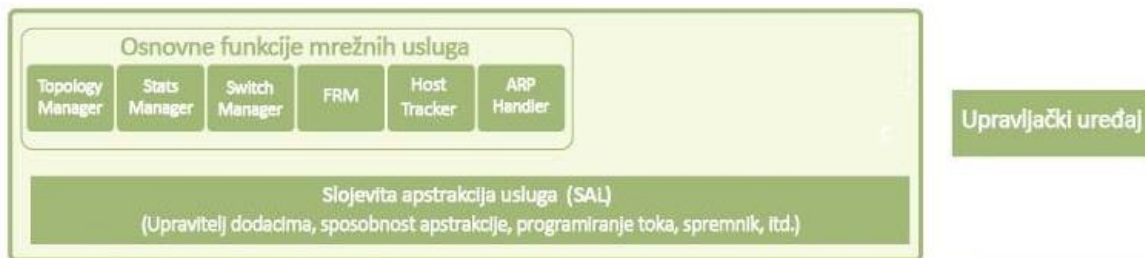 Osnovne funkcije mrežnih usluga
Topology
Manager
Stats
Manager
Switch
Manager
FRM
Host
Tracker
ARP
Handler
Upravljački uređaj
Slojevita apstrakcija usluga (SAL)
(Upravitelj dodacima, sposobnost apstrakcije, programiranje toka, spremnik, itd.)